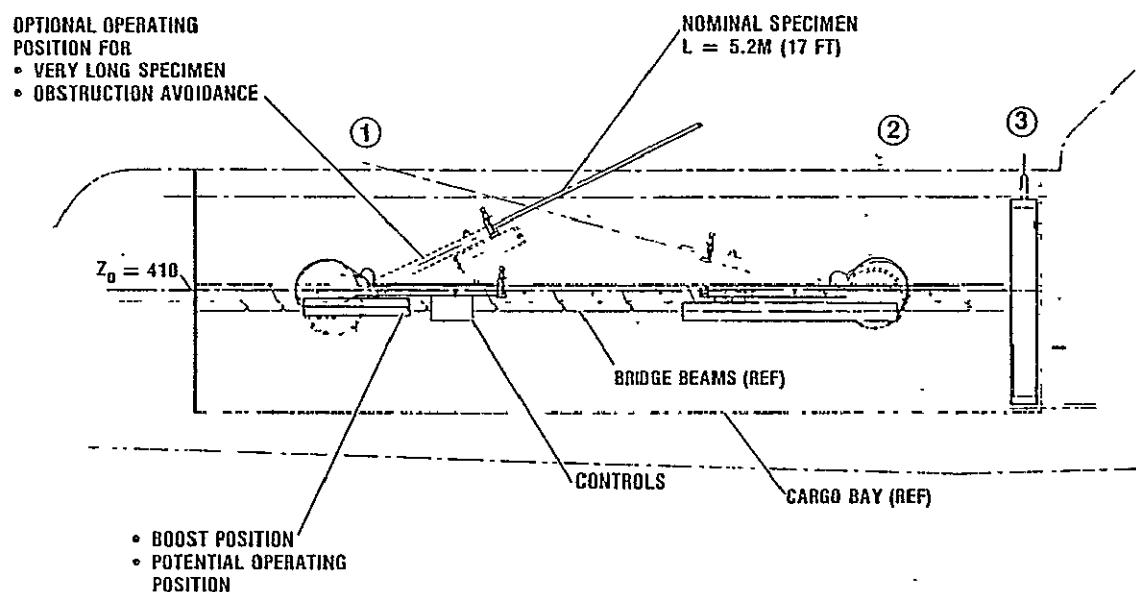 OPTIONAL OPERATING
POSITION FOR
• VERY LONG SPECIMEN
• OBSTRUCTION AVOIDANCE
NOMINAL SPECIMEN
L = 5.2M (17 FT)
①
②
③
Z₀ = 410
BRIDGE BEAMS (REF)
CONTROLS
CARGO BAY (REF)
• BOOST POSITION
• POTENTIAL OPERATING
POSITION